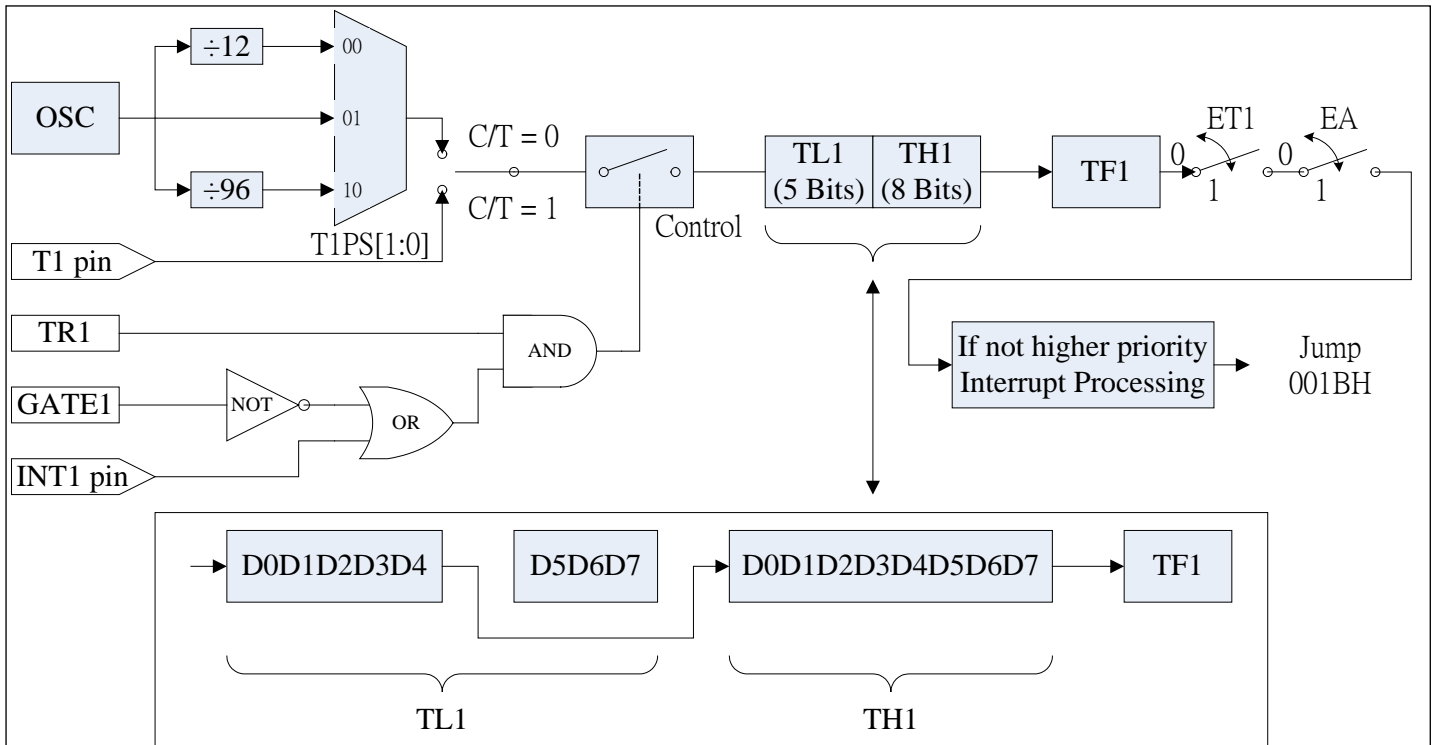 ÷12
00
OSC
01
÷96
10
T1PS[1:0]
T1 pin
C/T = 0
C/T = 1
Control
TL1
(5 Bits)
TH1
(8 Bits)
TF1
ET1
0
1
EA
0
1
TR1
AND
GATE1
NOT
OR
INT1 pin
If not higher priority
Interrupt Processing
Jump
001BH
D0D1D2D3D4
D5D6D7
D0D1D2D3D4D5D6D7
TF1
TL1
TH1